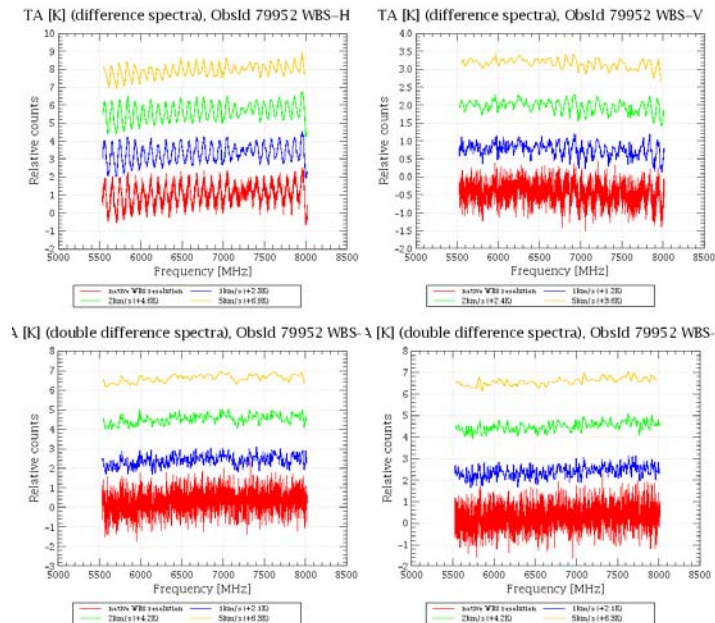 TA [K] (difference spectra), ObsId 79952 WBS–H
10
9
8
7
6
5
4
3
2
1
0
-1
-2
Relative counts
5000 5500 6000 6500 7000 7500 8000 8500
Frequency [MHz]
native WBS resolution 1km/s (+2.3K)
2km/s (+4.6K) 5km/s (+6.9K)
TA [K] (difference spectra), ObsId 79952 WBS–V
4.0
3.5
3.0
2.5
2.0
1.5
1.0
0.5
0.0
-0.5
-1.0
-1.5
2.0
Relative counts
5000 5500 6000 6500 7000 7500 8000 8500
Frequency [MHz]
native WBS resolution 1km/s (+1.2K)
2km/s (+2.4K) 5km/s (+3.6K)
A [K] (double difference spectra), ObsId 79952 WBS-
8
7
6
5
4
3
2
1
0
-1
-2
-3
Relative counts
5000 5500 6000 6500 7000 7500 8000 8500
Frequency [MHz]
native WBS resolution 1km/s (+2.1K)
2km/s (+4.2K) 5km/s (+6.3K)
A [K] (double difference spectra), ObsId 79952 WBS-
8
7
6
5
4
3
2
1
0
-1
-2
Relative counts
5000 5500 6000 6500 7000 7500 8000 8500
Frequency [MHz]
native WBS resolution 1km/s (+2.1K)
2km/s (+4.2K) 5km/s (+6.3K)